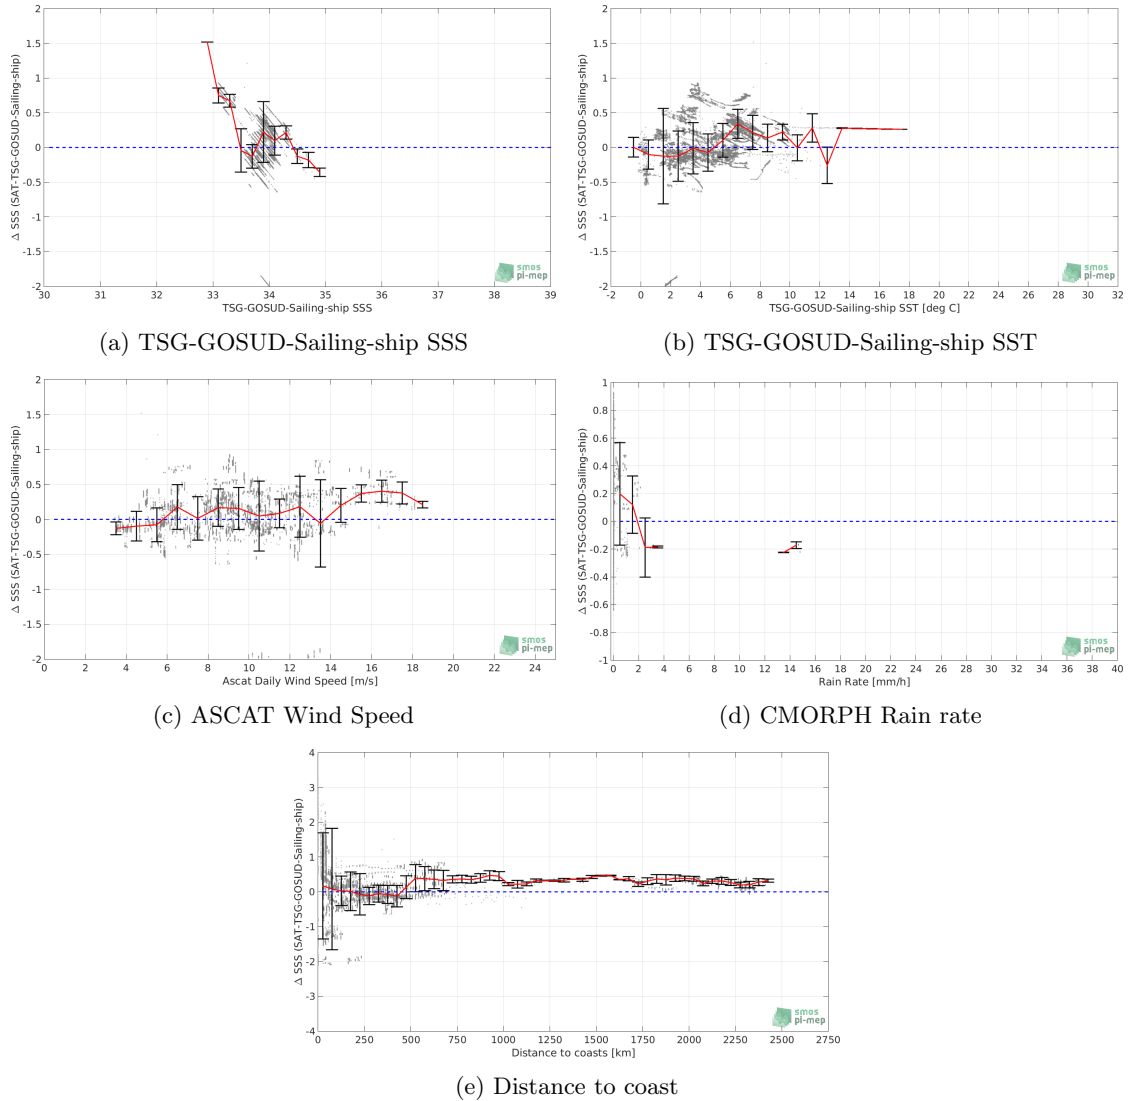 2
1.5
1
0.5
0
-0.5
-1
-1.5
-2
Δ SSS (SAT-TSG-GOSUD-Sailing-ship)
30 31 32 33 34 35 36 37 38 39
TSG-GOSUD-Sailing-ship SSS
smos
pi-mep
(a) TSG-GOSUD-Sailing-ship SSS
2
1.5
1
0.5
0
-0.5
-1
-1.5
-2
Δ SSS (SAT-TSG-GOSUD-Sailing-ship)
-2 0 2 4 6 8 10 12 14 16 18 20 22 24 26 28 30 32
TSG-GOSUD-Sailing-ship SST [deg C]
smos
pi-mep
(b) TSG-GOSUD-Sailing-ship SST
2
1.5
1
0.5
0
-0.5
-1
-1.5
-2
Δ SSS (SAT-TSG-GOSUD-Sailing-ship)
0 2 4 6 8 10 12 14 16 18 20 22 24
Ascat Daily Wind Speed [m/s]
smos
pi-mep
(c) ASCAT Wind Speed
1
0.8
0.6
0.4
0.2
0
-0.2
-0.4
-0.6
-0.8
-1
Δ SSS (SAT-TSG-GOSUD-Sailing-ship)
0 2 4 6 8 10 12 14 16 18 20 22 24 26 28 30 32 34 36 38 40
Rain Rate [mm/h]
smos
pi-mep
(d) CMORPH Rain rate
4
3
2
1
0
-1
-2
-3
-4
Δ SSS (SAT-TSG-GOSUD-Sailing-ship)
0 250 500 750 1000 1250 1500 1750 2000 2250 2500 2750
Distance to coasts [km]
smos
pi-mep
(e) Distance to coast